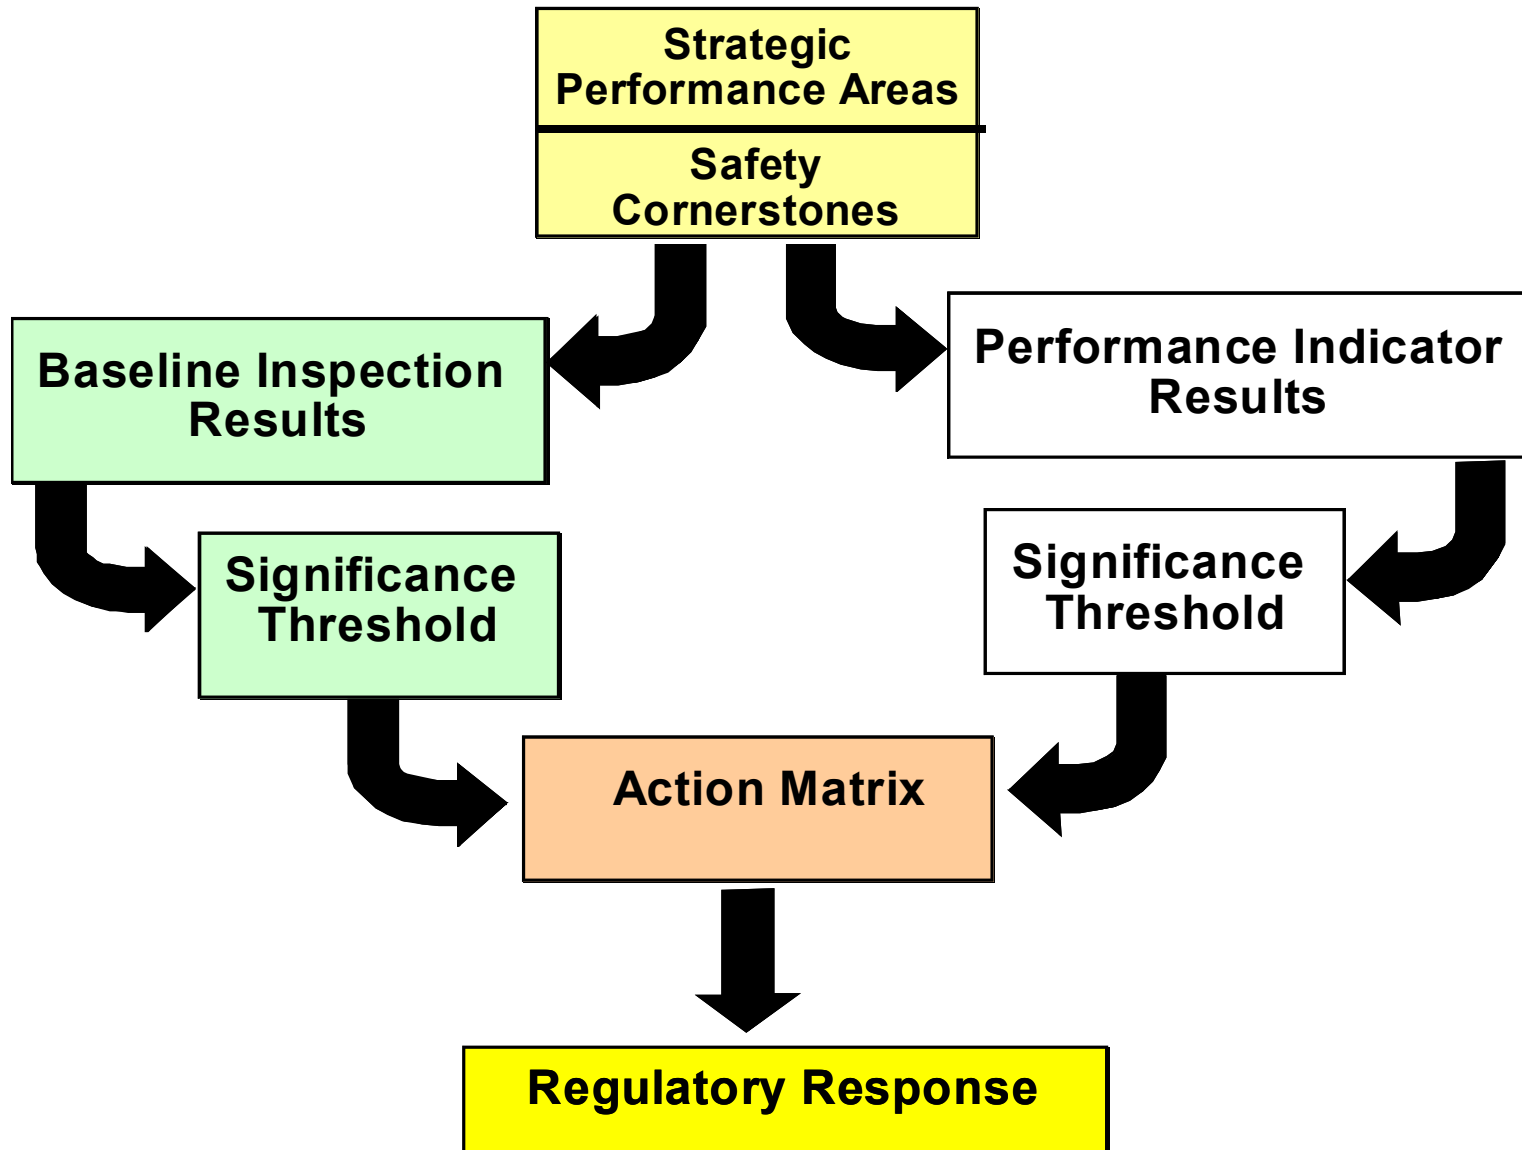 Strategic
Performance Areas
Safety
Cornerstones
Baseline Inspection
Results
Performance Indicator
Results
Significance
Threshold
Significance
Threshold
Action Matrix
Regulatory Response